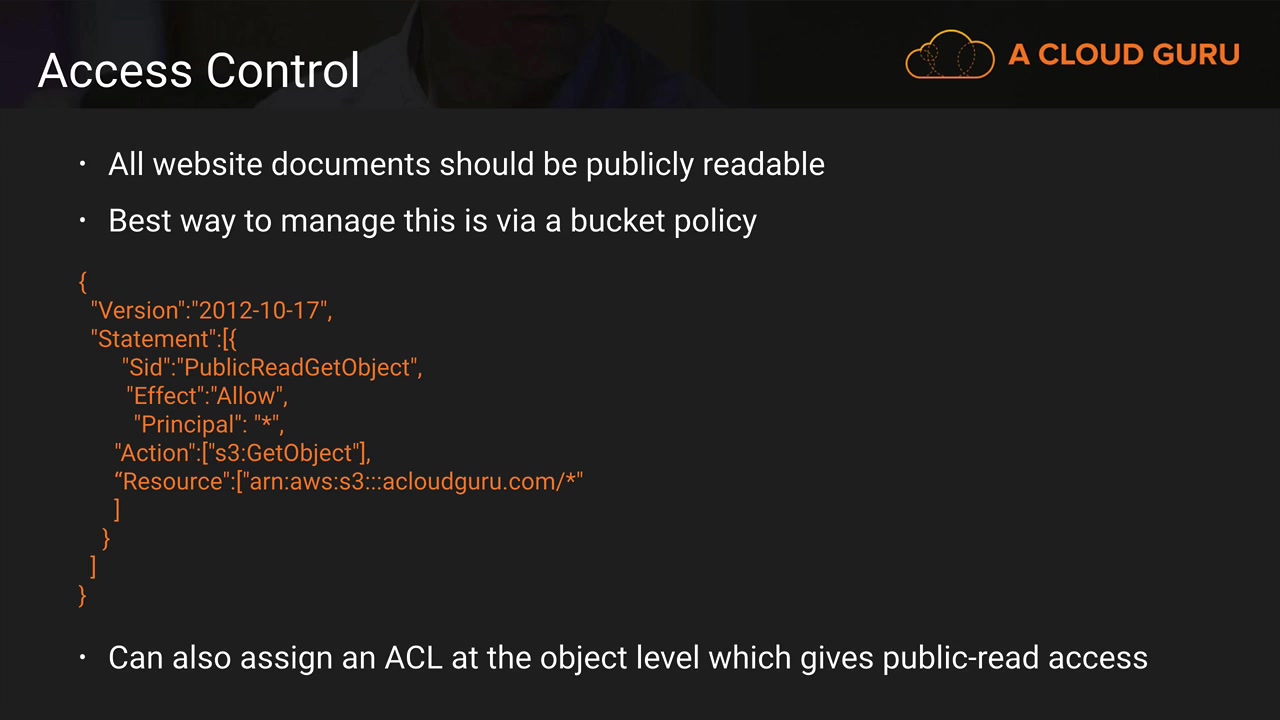 Access Control
A CLOUD GURU
· All website documents should be publicly readable
· Best way to manage this is via a bucket policy
{
"Version":"2012-10-17",
"Statement":[{
"Sid":"PublicReadGetObject",
"Effect":"Allow",
"Principal": "*",
"Action":["s3:GetObject"],
“Resource":["arn:aws:s3:::acloudguru.com/*"
]
}
]
}
· Can also assign an ACL at the object level which gives public-read access